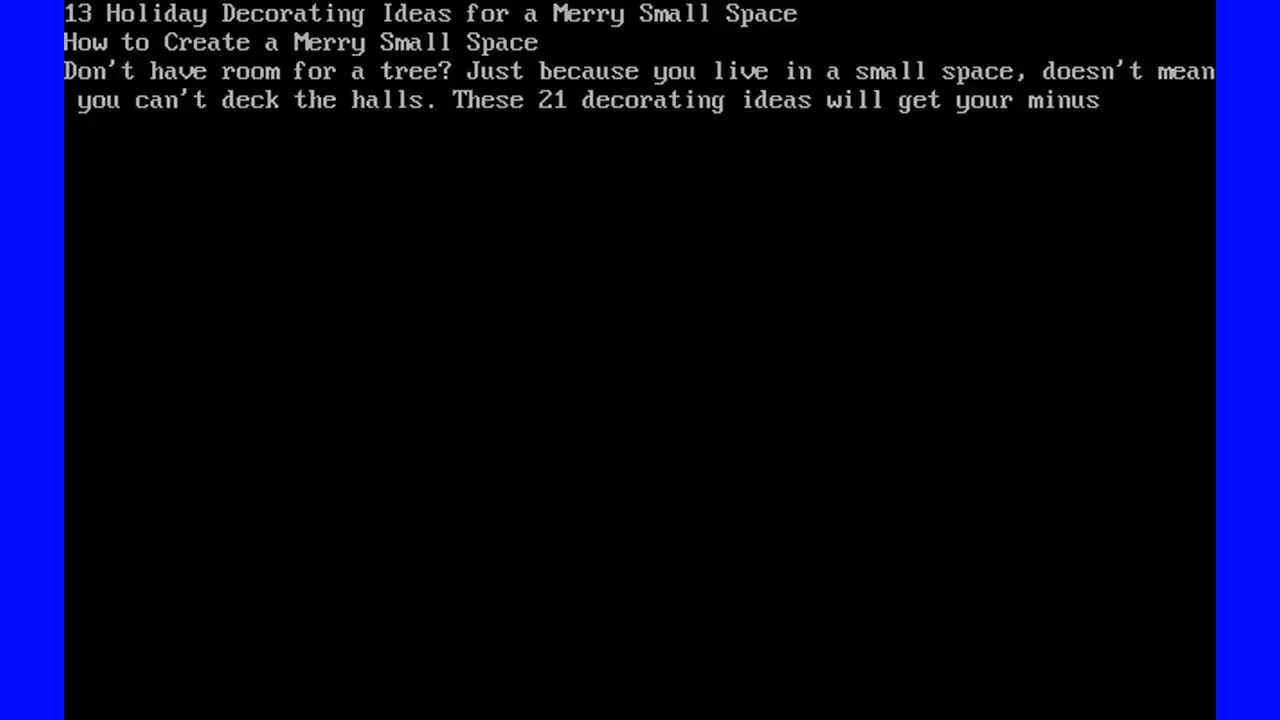 13 Holiday Decorating Ideas for a Merry Small Space
How to Create a Merry Small Space
Don't have room for a tree? Just because you live in a small space, doesn't mean
you can't deck the halls. These 21 decorating ideas will get your minus